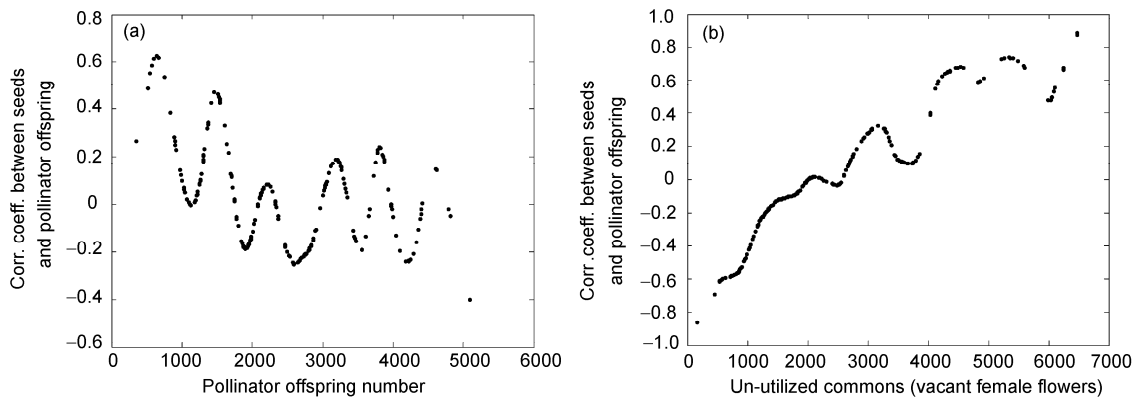 (a)
Corr. coeff. between seeds
and pollinator offspring
0.8
0.6
0.4
0.2
0
–0.2
–0.4
–0.6
0 1000 2000 3000 4000 5000 6000
Pollinator offspring number
(b)
Corr .coeff. between seeds
and pollinator offspring
1.0
0.8
0.6
0.4
0.2
0
–0.2
–0.4
–0.6
–0.8
–1.0
0 1000 2000 3000 4000 5000 6000 7000
Un-utilized commons (vacant female flowers)